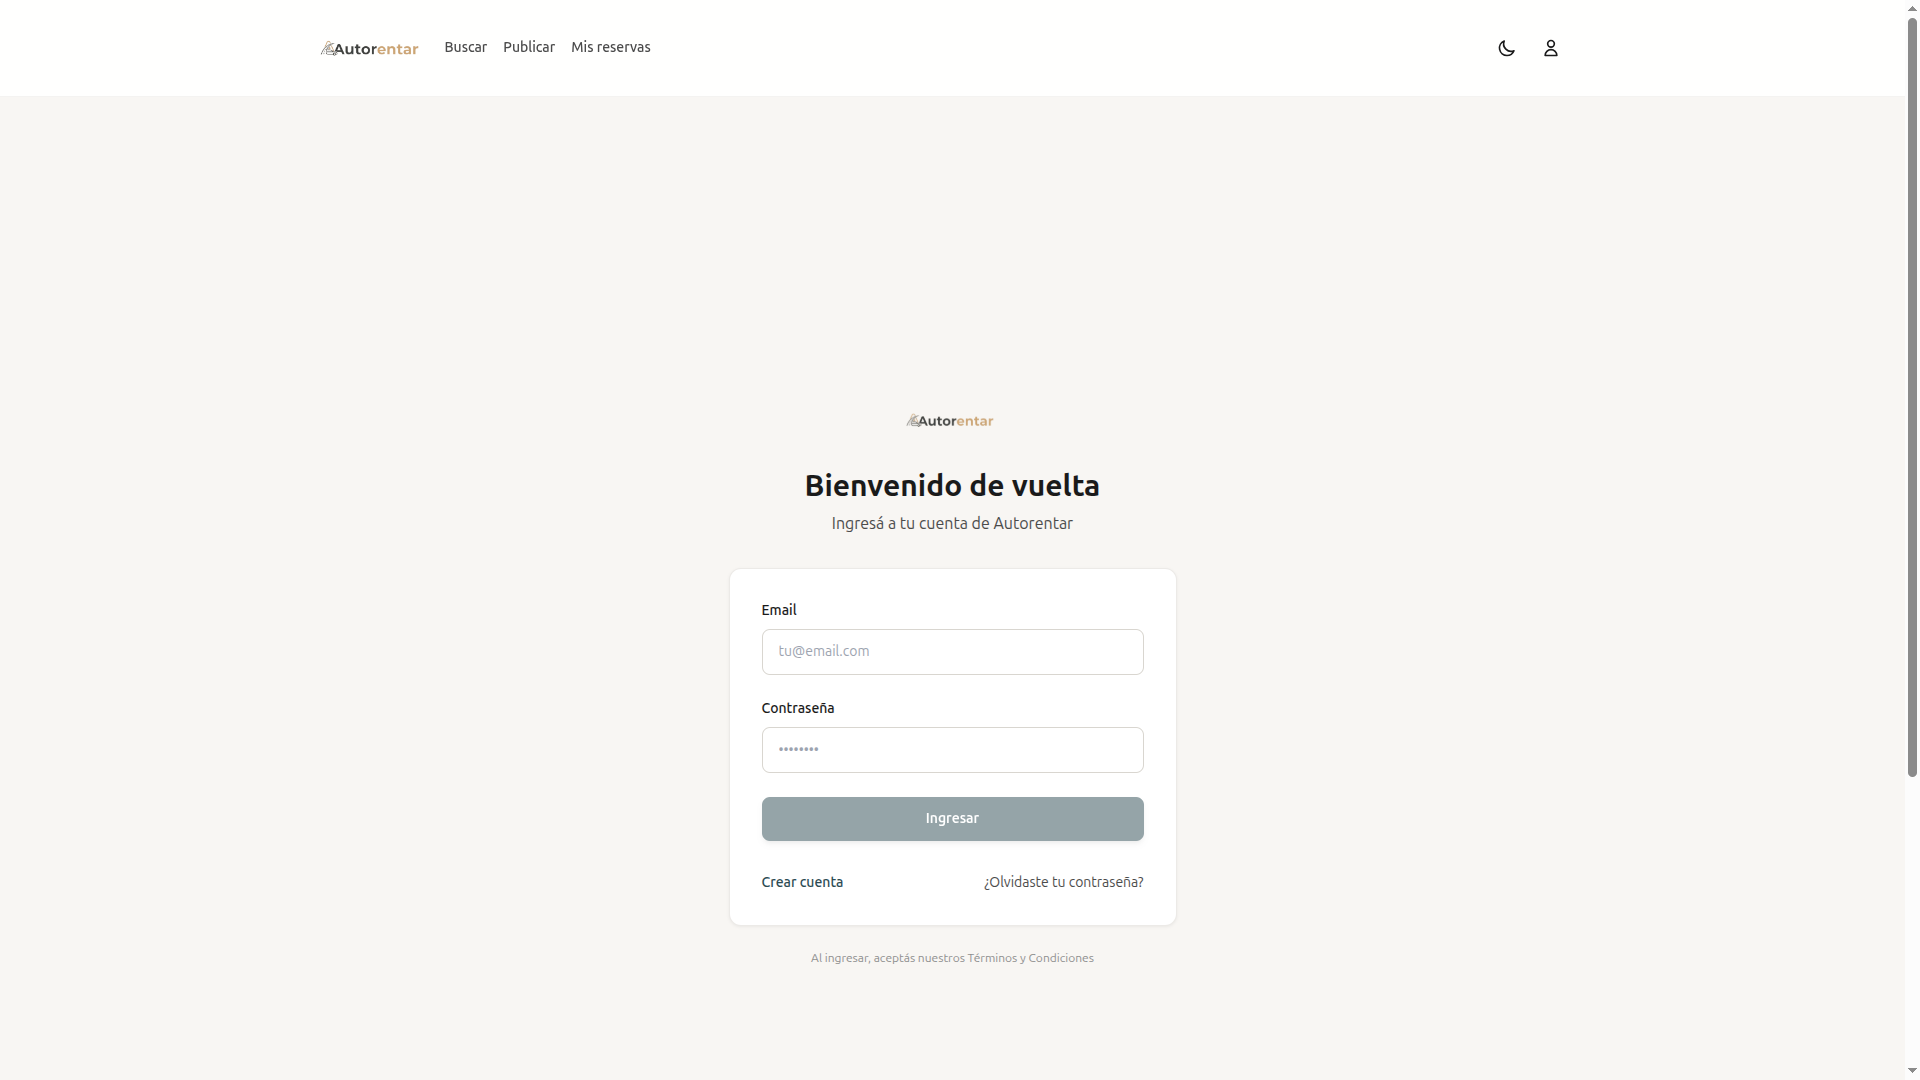 Autorentar
Buscar
Publicar
Mis reservas
Autorentar
Bienvenido de vuelta
Ingresá a tu cuenta de Autorentar
Email
tu@email.com
Contraseña
••••••••
Ingresar
Crear cuenta
¿Olvidaste tu contraseña?
Al ingresar, aceptás nuestros Términos y Condiciones